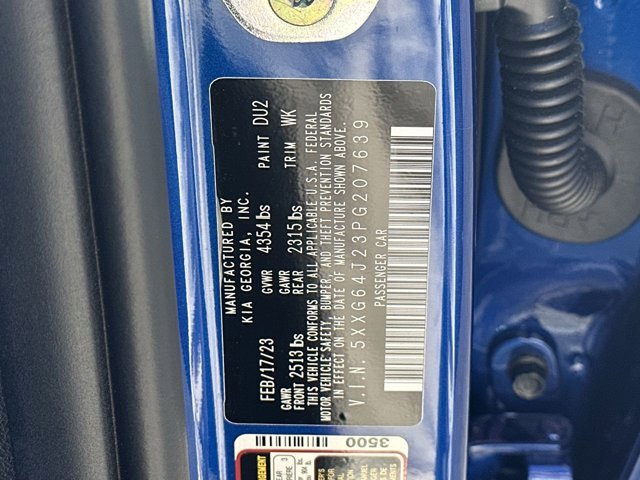 MANUFACTURED BY
KIA GEORGIA, INC.
FEB/17/23 GVWR 4354 lbs PAINT DU2
GAWR FRONT 2513 lbs GAWR REAR 2315 lbs TRIM WK
THIS VEHICLE CONFORMS TO ALL APPLICABLE U.S.A. FEDERAL
MOTOR VEHICLE SAFETY, BUMPER, AND THEFT PREVENTION STANDARDS
IN EFFECT ON THE DATE OF MANUFACTURE SHOWN ABOVE.
V.I.N. 5XXG64J23PG207639
PASSENGER CAR
3500